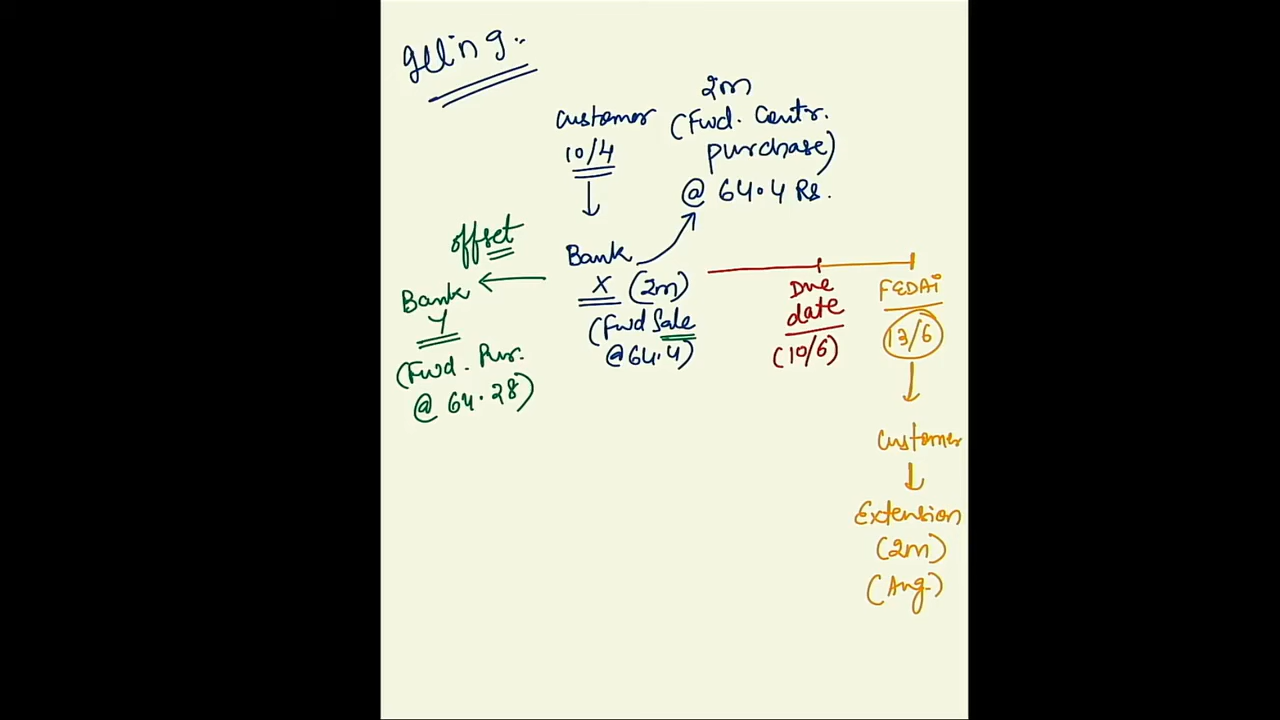 customer
10/4
2m
(Fwd. Contr.
purchase)
@ 64.4 Rs.
offset
Bank
Y
(Fwd. Pur.
@ 64.28)
Bank
X (2m)
(Fwd Sale
@64.4)
Due
date
(10/6)
FEDAi
13/6
Customer
Extension
(2m)
(Aug.)